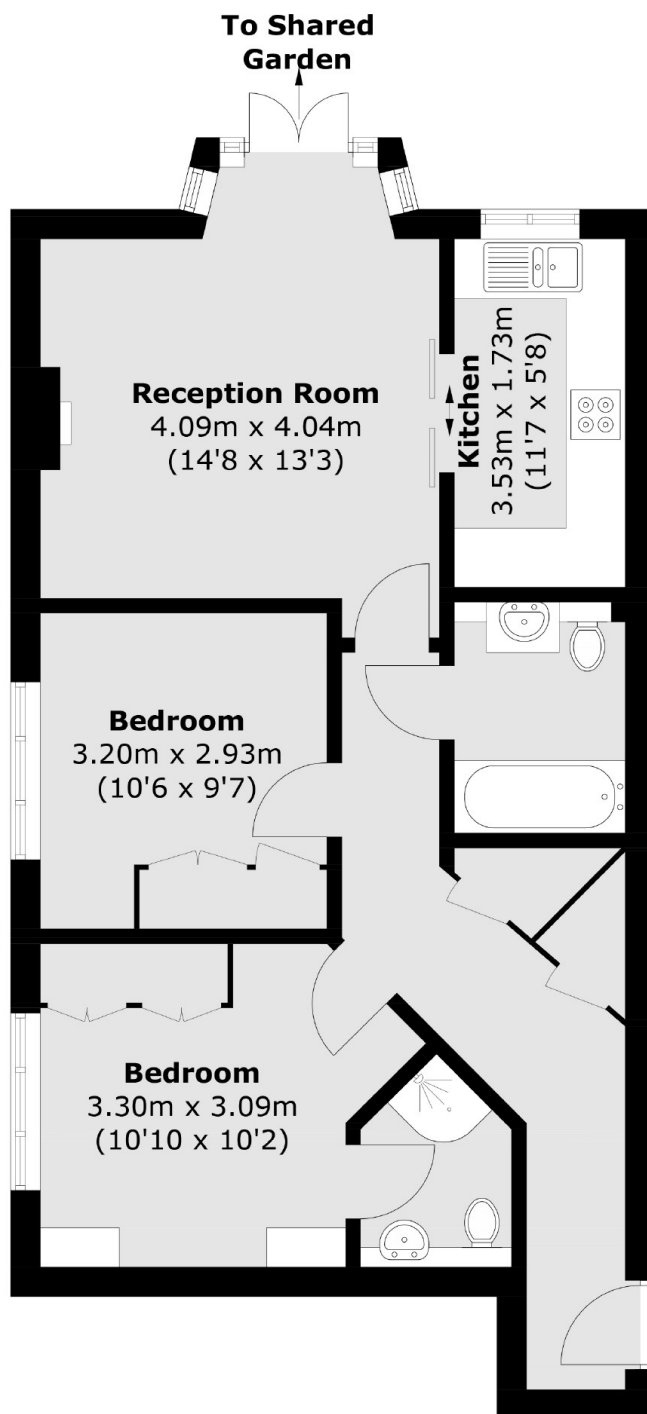 To Shared
Garden
Reception Room
4.09m x 4.04m
(14'8 x 13'3)
Kitchen
3.53m x 1.73m
(11'7 x 5'8)
Bedroom
3.20m x 2.93m
(10'6 x 9'7)
Bedroom
3.30m x 3.09m
(10'10 x 10'2)